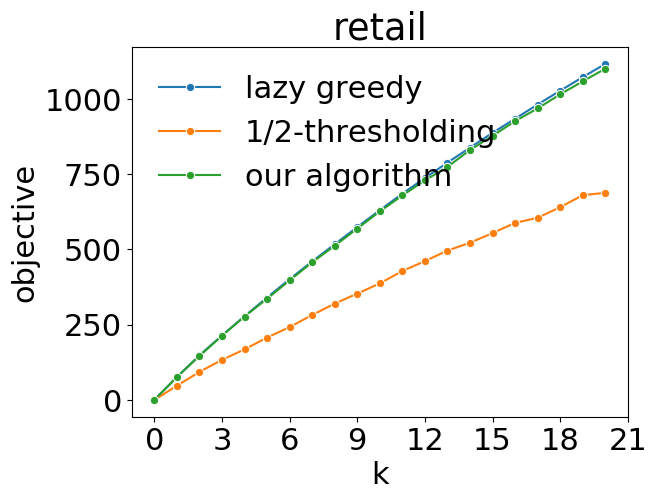 retail
lazy greedy
1/2-thresholding
our algorithm
objective
1000
750
500
250
0
0 3 6 9 12 15 18 21
k